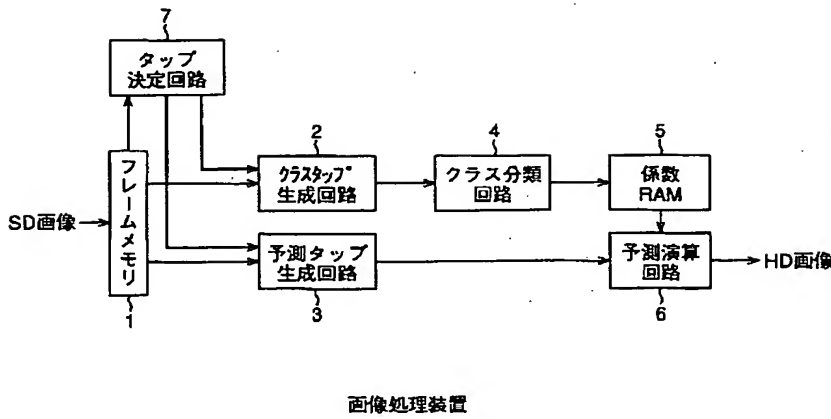 7
タップ
決定回路
2
クラスタップ
生成回路
4
クラス分類
回路
5
係数
RAM
SD画像
フレームメモリ
1
予測タップ
生成回路
3
予測演算
回路
6
HD画像
画像処理装置